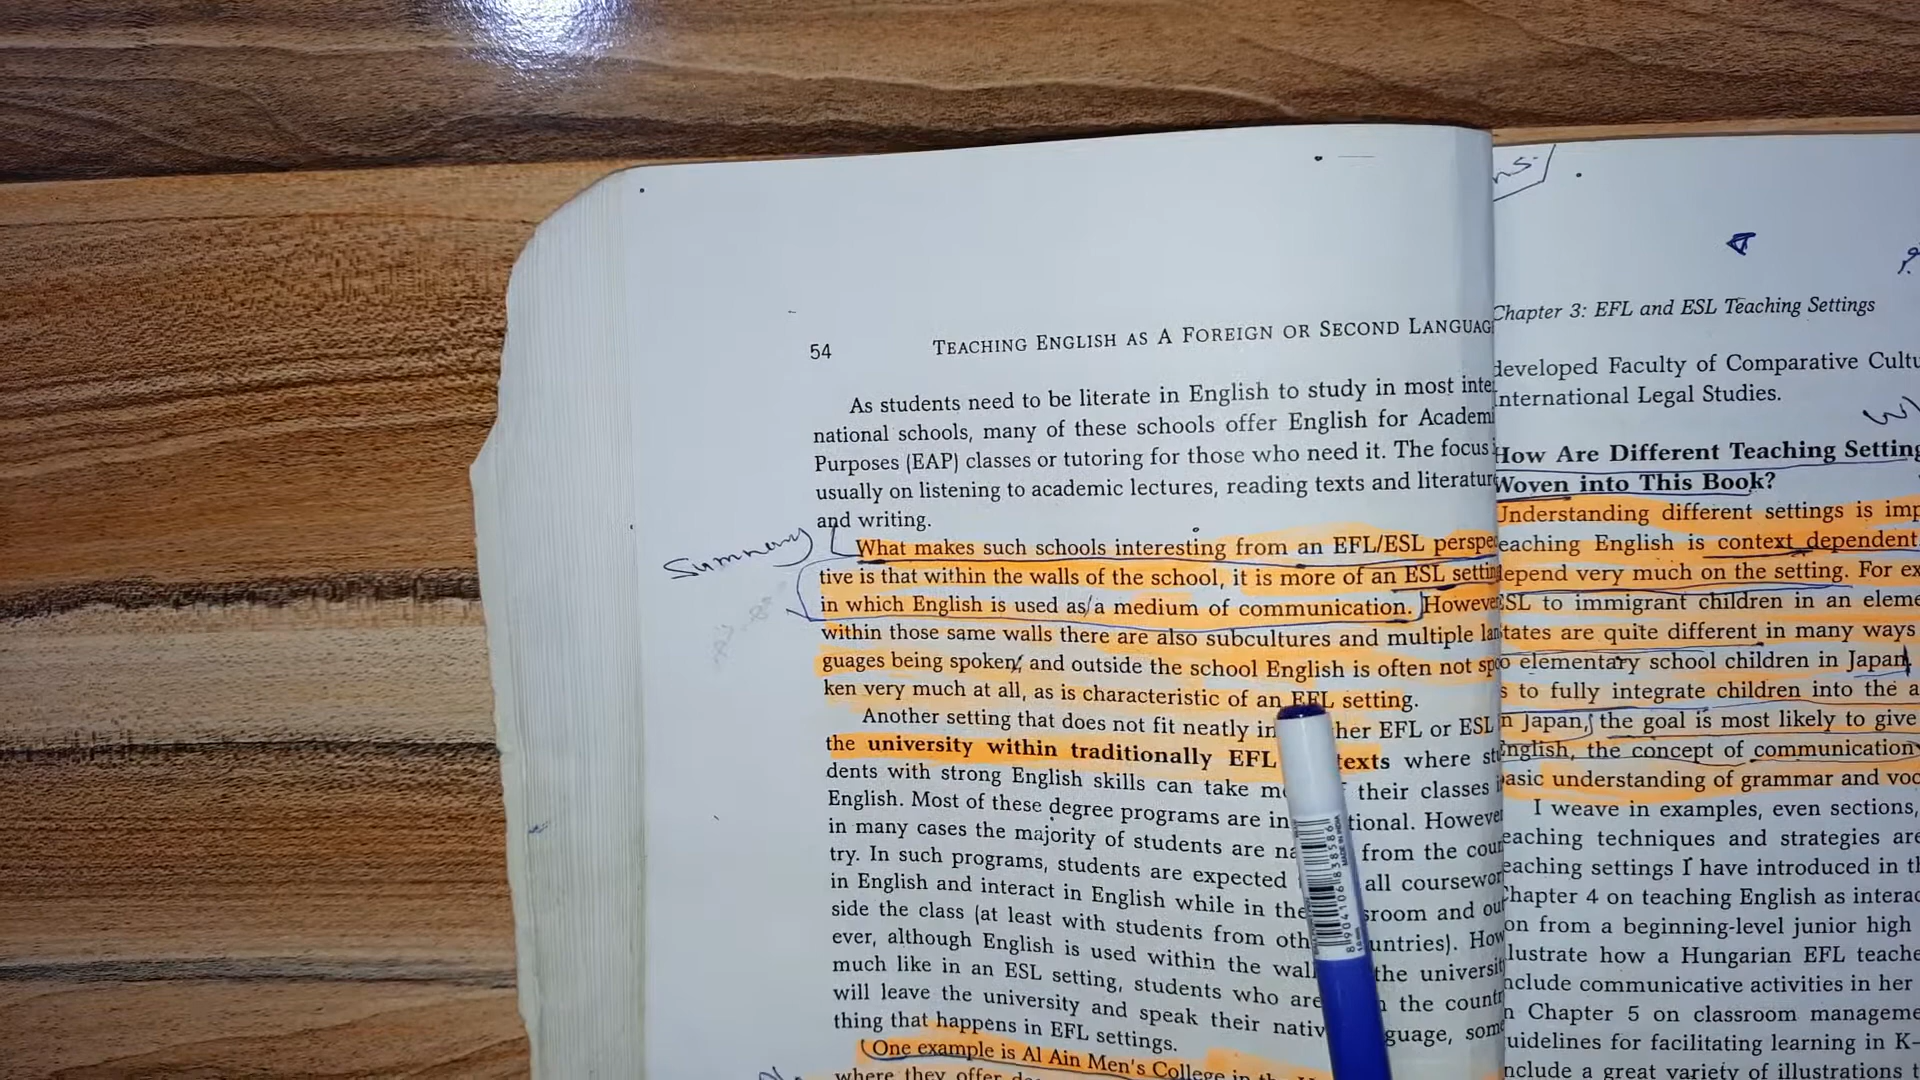 54 TEACHING ENGLISH AS A FOREIGN OR SECOND LANGUAG
As students need to be literate in English to study in most inte
national schools, many of these schools offer English for Academi
Purposes (EAP) classes or tutoring for those who need it. The focus
usually on listening to academic lectures, reading texts and literatur
and writing.
Summary
What makes such schools interesting from an EFL/ESL perspe
tive is that within the walls of the school, it is more of an ESL settin
in which English is used as a medium of communication. However
within those same walls there are also subcultures and multiple lan
guages being spoken, and outside the school English is often not spo
ken very much at all, as is characteristic of an EFL setting.
Another setting that does not fit neatly in her EFL or ESL
the university within traditionally EFL texts where st
dents with strong English skills can take m their classes i
English. Most of these degree programs are in tional. Howeve
in many cases the majority of students are na from the cou
try. In such programs, students are expected all coursewor
in English and interact in English while in the sroom and ou
side the class (at least with students from oth untries). How
ever, although English is used within the wal the universit
much like in an ESL setting, students who are the countr
will leave the university and speak their nativ guage, som
thing that happens in EFL settings.
One example is Al Ain Men's College in the
where they offer
ns.
Chapter 3: EFL and ESL Teaching Settings
developed Faculty of Comparative Cultu
International Legal Studies.
How Are Different Teaching Setting
Woven into This Book?
Understanding different settings is imp
eaching English is context dependent
depend very much on the setting. For ex
ESL to immigrant children in an eleme
States are quite different in many ways
o elementary school children in Japan.
s to fully integrate children into the a
n Japan, the goal is most likely to give
English, the concept of communication
basic understanding of grammar and voc
I weave in examples, even sections,
eaching techniques and strategies are
eaching settings I have introduced in th
Chapter 4 on teaching English as interac
on from a beginning-level junior high
lustrate how a Hungarian EFL teache
nclude communicative activities in her
n Chapter 5 on classroom manageme
uidelines for facilitating learning in K-
nclude a great variety of illustrations t
8904106838586
MADE IN INDIA